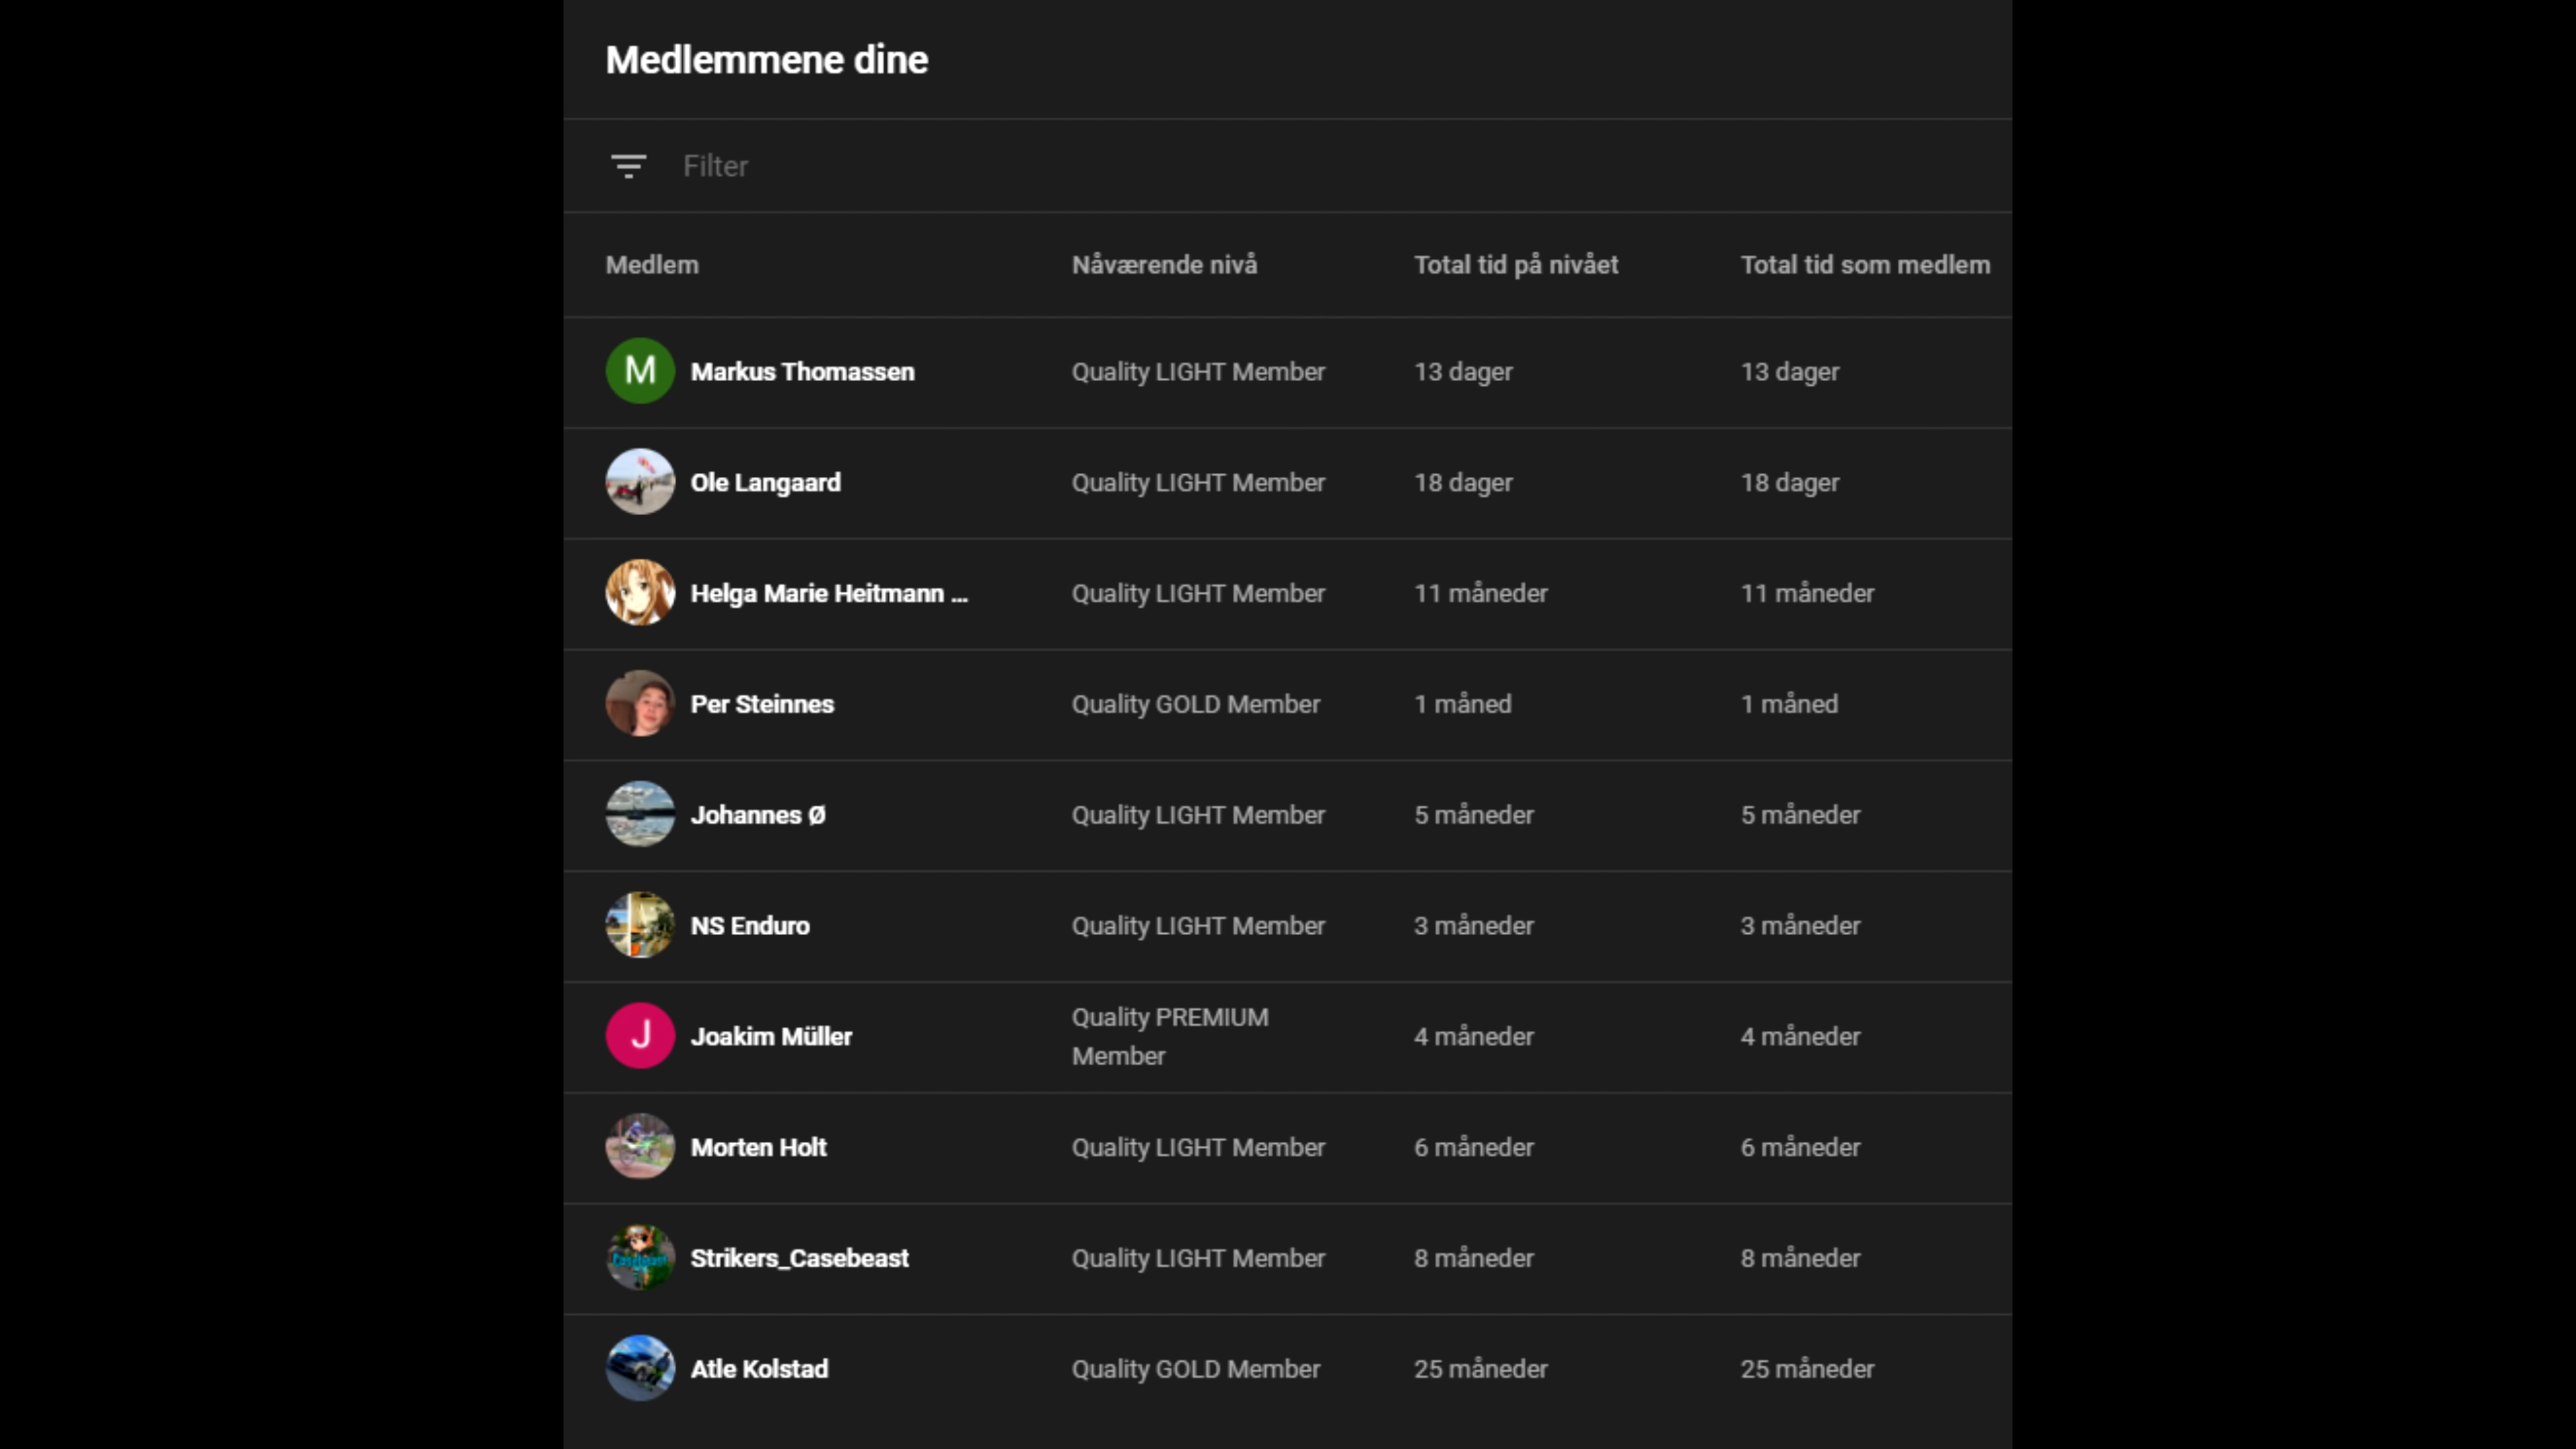 Medlemmene dine
Filter
Medlem Nåværende nivå Total tid på nivået Total tid som medlem
M Markus Thomassen Quality LIGHT Member 13 dager 13 dager
Ole Langaard Quality LIGHT Member 18 dager 18 dager
Helga Marie Heitmann ... Quality LIGHT Member 11 måneder 11 måneder
Per Steinnes Quality GOLD Member 1 måned 1 måned
Johannes Ø Quality LIGHT Member 5 måneder 5 måneder
NS Enduro Quality LIGHT Member 3 måneder 3 måneder
J Joakim Müller Quality PREMIUM Member 4 måneder 4 måneder
Morten Holt Quality LIGHT Member 6 måneder 6 måneder
Strikers_Casebeast Quality LIGHT Member 8 måneder 8 måneder
Atle Kolstad Quality GOLD Member 25 måneder 25 måneder